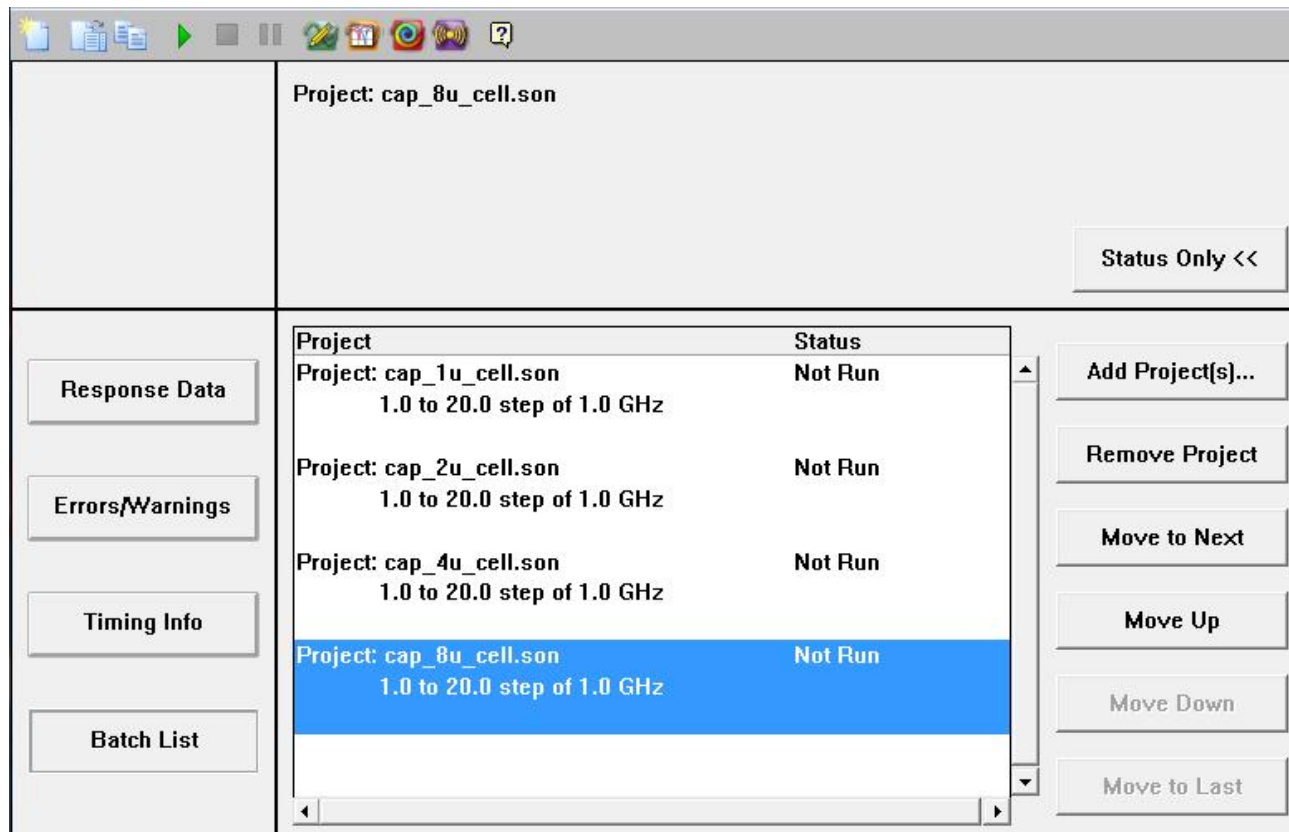 Project: cap_8u_cell.son
Status Only <<
Response Data
Errors/Warnings
Timing Info
Batch List
Project Status
Project: cap_1u_cell.son Not Run
1.0 to 20.0 step of 1.0 GHz
Project: cap_2u_cell.son Not Run
1.0 to 20.0 step of 1.0 GHz
Project: cap_4u_cell.son Not Run
1.0 to 20.0 step of 1.0 GHz
Project: cap_8u_cell.son Not Run
1.0 to 20.0 step of 1.0 GHz
Add Project(s)...
Remove Project
Move to Next
Move Up
Move Down
Move to Last